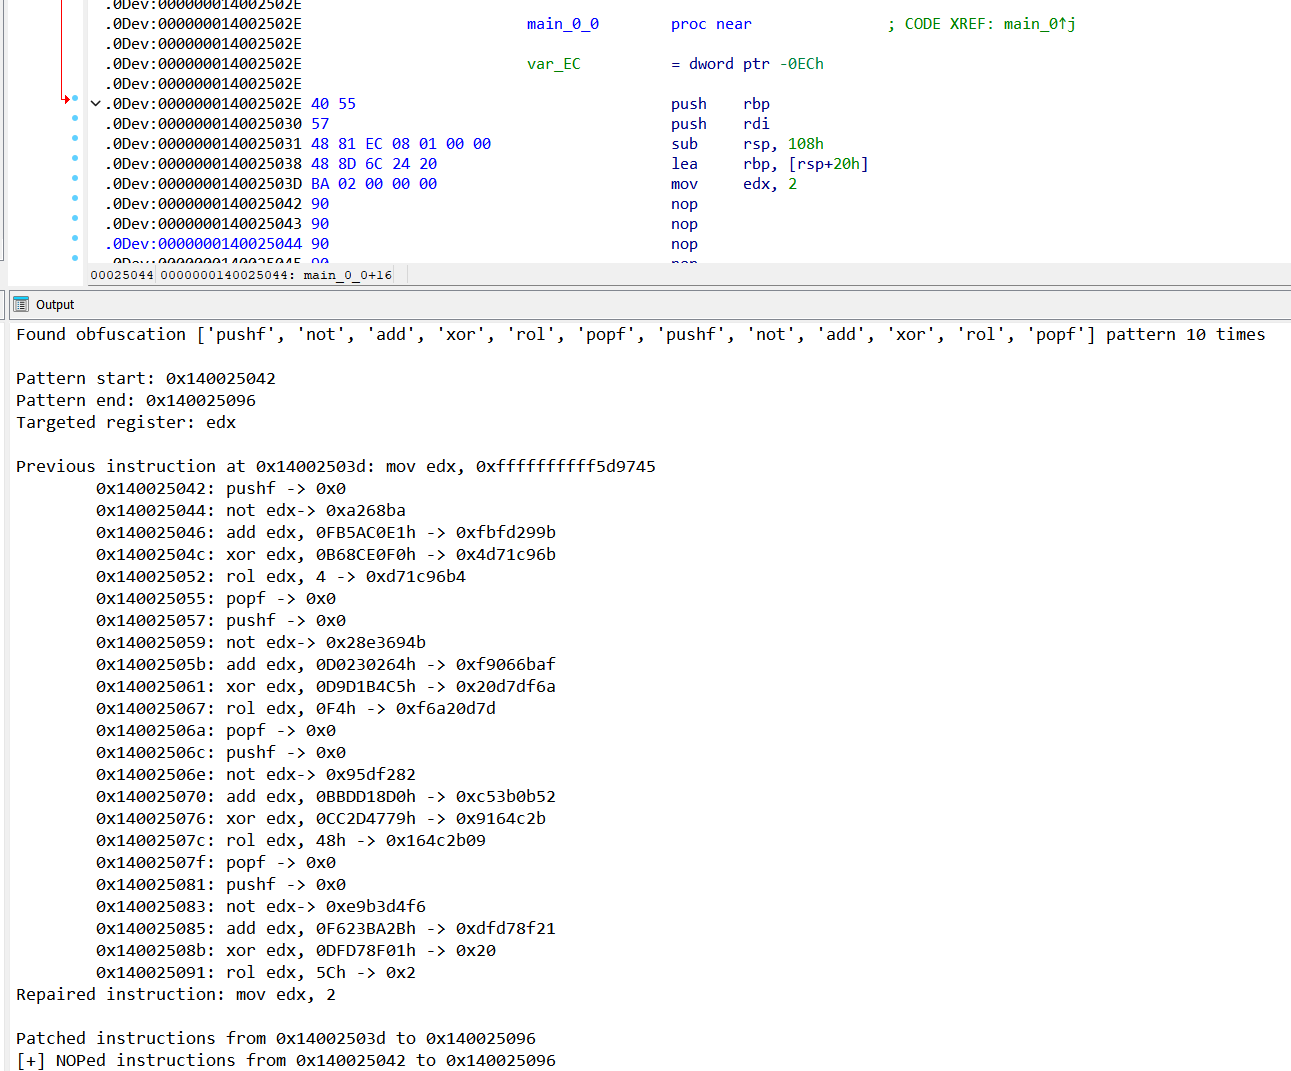 .0Dev:000000014002502E
.0Dev:000000014002502E main_0_0 proc near ; CODE XREF: main_0↑j
.0Dev:000000014002502E
.0Dev:000000014002502E var_EC = dword ptr -0ECh
.0Dev:000000014002502E
.0Dev:000000014002502E 40 55 push rbp
.0Dev:0000000140025030 57 push rdi
.0Dev:0000000140025031 48 81 EC 08 01 00 00 sub rsp, 108h
.0Dev:0000000140025038 48 8D 6C 24 20 lea rbp, [rsp+20h]
.0Dev:000000014002503D BA 02 00 00 00 mov edx, 2
.0Dev:0000000140025042 90 nop
.0Dev:0000000140025043 90 nop
.0Dev:0000000140025044 90 nop
.0Dev:0000000140025045 90 nop
00025044 0000000140025044: main_0_0+16
Output
Found obfuscation ['pushf', 'not', 'add', 'xor', 'rol', 'popf', 'pushf', 'not', 'add', 'xor', 'rol', 'popf'] pattern 10 times
Pattern start: 0x140025042
Pattern end: 0x140025096
Targeted register: edx
Previous instruction at 0x14002503d: mov edx, 0xffffffffff5d9745
0x140025042: pushf -> 0x0
0x140025044: not edx-> 0xa268ba
0x140025046: add edx, 0FB5AC0E1h -> 0xfbfd299b
0x14002504c: xor edx, 0B68CE0F0h -> 0x4d71c96b
0x140025052: rol edx, 4 -> 0xd71c96b4
0x140025055: popf -> 0x0
0x140025057: pushf -> 0x0
0x140025059: not edx-> 0x28e3694b
0x14002505b: add edx, 0D0230264h -> 0xf9066baf
0x140025061: xor edx, 0D9D1B4C5h -> 0x20d7df6a
0x140025067: rol edx, 0F4h -> 0xf6a20d7d
0x14002506a: popf -> 0x0
0x14002506c: pushf -> 0x0
0x14002506e: not edx-> 0x95df282
0x140025070: add edx, 0BBDD18D0h -> 0xc53b0b52
0x140025076: xor edx, 0CC2D4779h -> 0x9164c2b
0x14002507c: rol edx, 48h -> 0x164c2b09
0x14002507f: popf -> 0x0
0x140025081: pushf -> 0x0
0x140025083: not edx-> 0xe9b3d4f6
0x140025085: add edx, 0F623BA2Bh -> 0xdfd78f21
0x14002508b: xor edx, 0DFD78F01h -> 0x20
0x140025091: rol edx, 5Ch -> 0x2
Repaired instruction: mov edx, 2
Patched instructions from 0x14002503d to 0x140025096
[+] NOPed instructions from 0x140025042 to 0x140025096